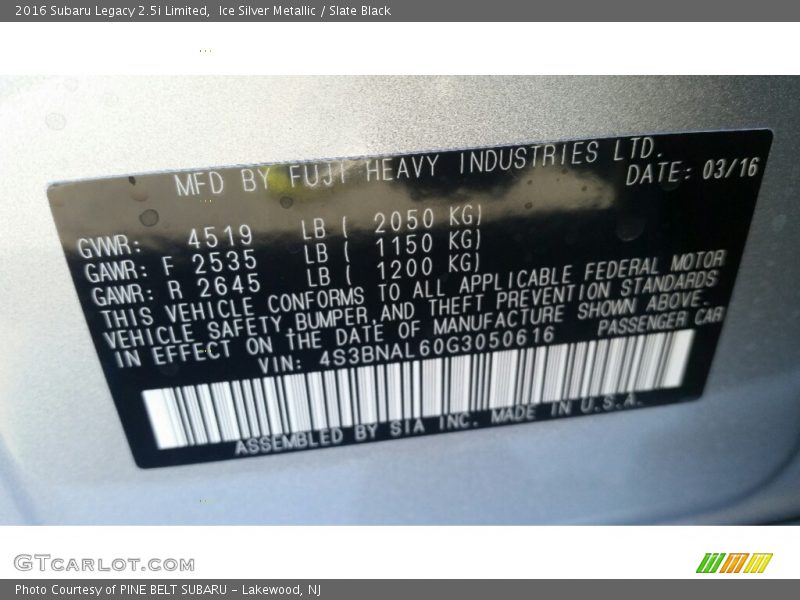 2016 Subaru Legacy 2.5i Limited,  Ice Silver Metallic / Slate Black
MFD BY FUJI HEAVY INDUSTRIES LTD.
DATE: 03/16
GVWR: 4519 LB ( 2050 KG)
GAWR: F 2535 LB ( 1150 KG)
GAWR: R 2645 LB ( 1200 KG)
THIS VEHICLE CONFORMS TO ALL APPLICABLE FEDERAL MOTOR
VEHICLE SAFETY,BUMPER,AND THEFT PREVENTION STANDARDS
IN EFFECT ON THE DATE OF MANUFACTURE SHOWN ABOVE.
VIN: 4S3BNAL60G3050616 PASSENGER CAR
ASSEMBLED BY SIA INC. MADE IN U.S.A.
GTCARLOT.COM
Photo Courtesy of PINE BELT SUBARU - Lakewood, NJ